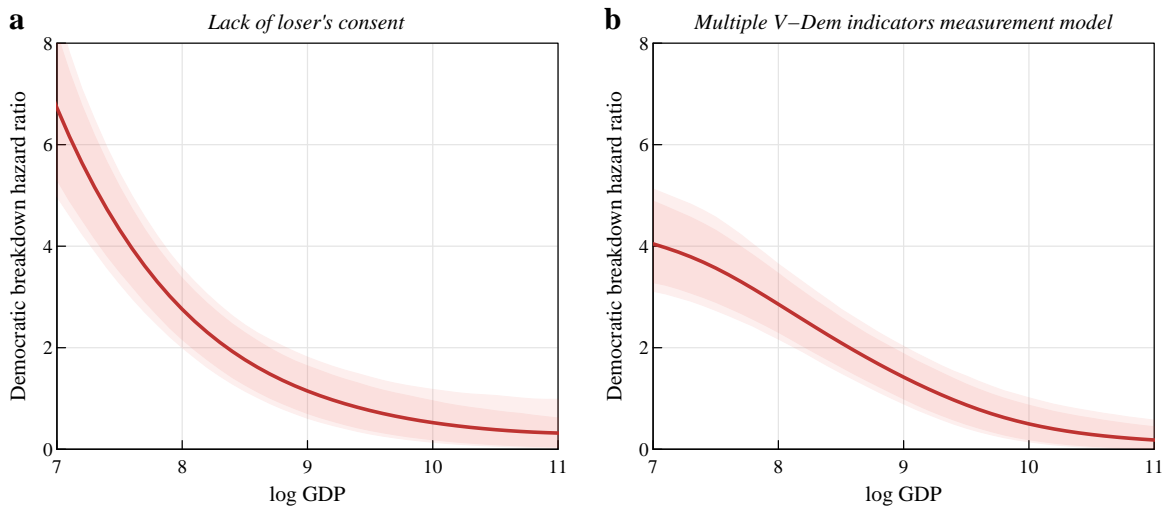 a
Lack of loser's consent
Democratic breakdown hazard ratio
8
6
4
2
0
7 8 9 10 11
log GDP
b
Multiple V−Dem indicators measurement model
Democratic breakdown hazard ratio
8
6
4
2
0
7 8 9 10 11
log GDP